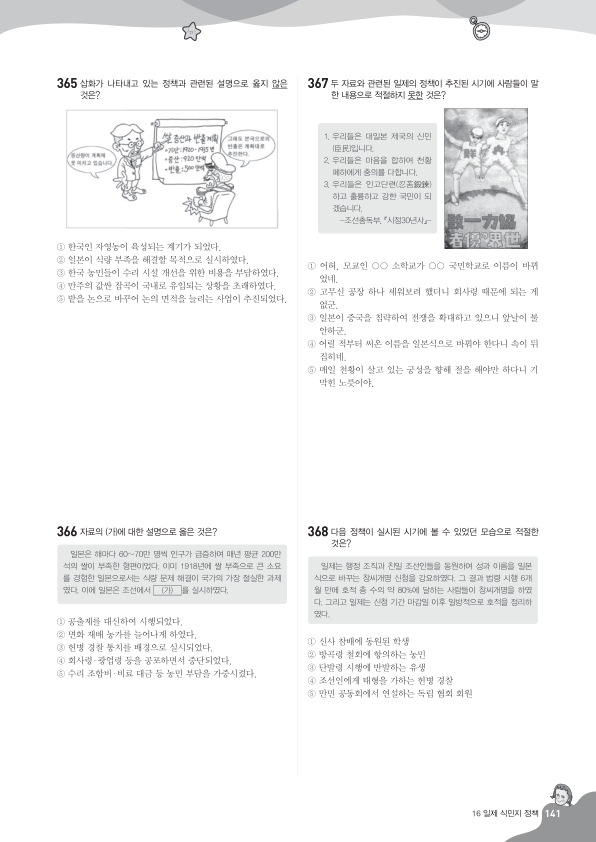 365 삽화가 나타내고 있는 정책과 관련된 설명으로 옳지 않은
것은?
쌀 증산과 반출계획
• 기간 : 1920~1935년
• 증산 : 920만석
• 반출 : 500만석
증산량이 계획에
못 미치고 있습니다.
그래도 본국으로의
반출은 계획대로
추진한다.
① 한국인 자영농이 육성되는 계기가 되었다.
② 일본이 식량 부족을 해결할 목적으로 실시하였다.
③ 한국 농민들이 수리 시설 개선을 위한 비용을 부담하였다.
④ 만주의 값싼 잡곡이 국내로 유입되는 상황을 초래하였다.
⑤ 밭을 논으로 바꾸어 논의 면적을 늘리는 사업이 추진되었다.
366 자료의 (가)에 대한 설명으로 옳은 것은?
일본은 해마다 60~70만 명씩 인구가 급증하여 매년 평균 200만
석의 쌀이 부족한 형편이었다. 이미 1918년에 쌀 부족으로 큰 소요
를 경험한 일본으로서는 식량 문제 해결이 국가의 가장 절실한 과제
였다. 이에 일본은 조선에서 (가) 를 실시하였다.
① 공출제를 대신하여 시행되었다.
② 면화 재배 농가를 늘어나게 하였다.
③ 헌병 경찰 통치를 배경으로 실시되었다.
④ 회사령·광업령 등을 공포하면서 중단되었다.
⑤ 수리 조합비·비료 대금 등 농민 부담을 가중시켰다.
367 두 자료와 관련된 일제의 정책이 추진된 시기에 사람들이 말
한 내용으로 적절하지 못한 것은?
1. 우리들은 대일본 제국의 신민
(臣民)입니다.
2. 우리들은 마음을 합하여 천황
폐하에게 충의를 다합니다.
3. 우리들은 인고단련(忍苦鍛鍊)
하고 훌륭하고 강한 국민이 되
겠습니다.
-조선총독부, 『시정30년사』-
鮮 內
協力一致
世界の優者
① 어허, 모교인 ○○ 소학교가 ○○ 국민학교로 이름이 바뀌
었네.
② 고무신 공장 하나 세워보려 했더니 회사령 때문에 되는 게
없군.
③ 일본이 중국을 침략하여 전쟁을 확대하고 있으니 앞날이 불
안하군.
④ 어릴 적부터 써온 이름을 일본식으로 바꿔야 한다니 속이 뒤
집히네.
⑤ 매일 천황이 살고 있는 궁성을 향해 절을 해야만 하다니 기
막힌 노릇이야.
368 다음 정책이 실시된 시기에 볼 수 있었던 모습으로 적절한
것은?
일제는 행정 조직과 친일 조선인들을 동원하여 성과 이름을 일본
식으로 바꾸는 창씨개명 신청을 강요하였다. 그 결과 법령 시행 6개
월 만에 호적 총 수의 약 80%에 달하는 사람들이 창씨개명을 하였
다. 그리고 일제는 신청 기간 마감일 이후 일방적으로 호적을 정리하
였다.
① 신사 참배에 동원된 학생
② 방곡령 철회에 항의하는 농민
③ 단발령 시행에 반발하는 유생
④ 조선인에게 태형을 가하는 헌병 경찰
⑤ 만민 공동회에서 연설하는 독립 협회 회원
16 일제 식민지 정책 141